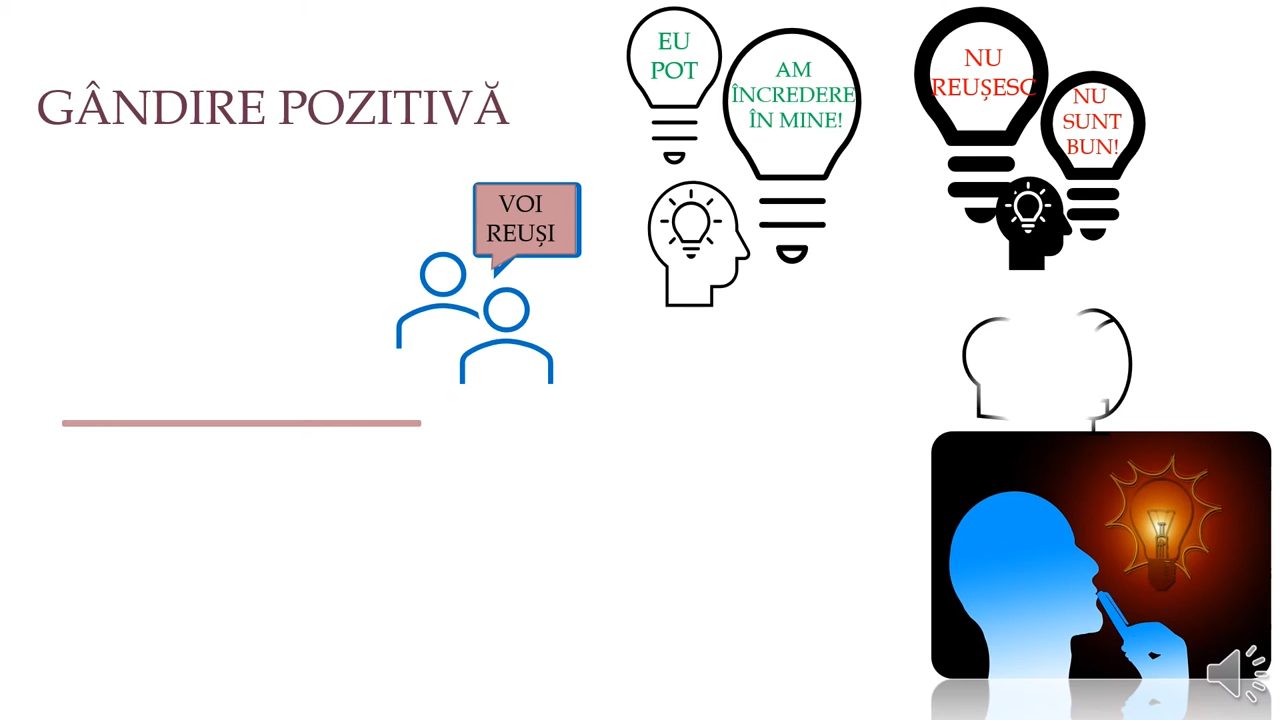 GÂNDIRE POZITIVĂ
EU
POT
AM
ÎNCREDERE
ÎN MINE!
NU
REUȘESC
NU
SUNT
BUN!
VOI
REUȘI